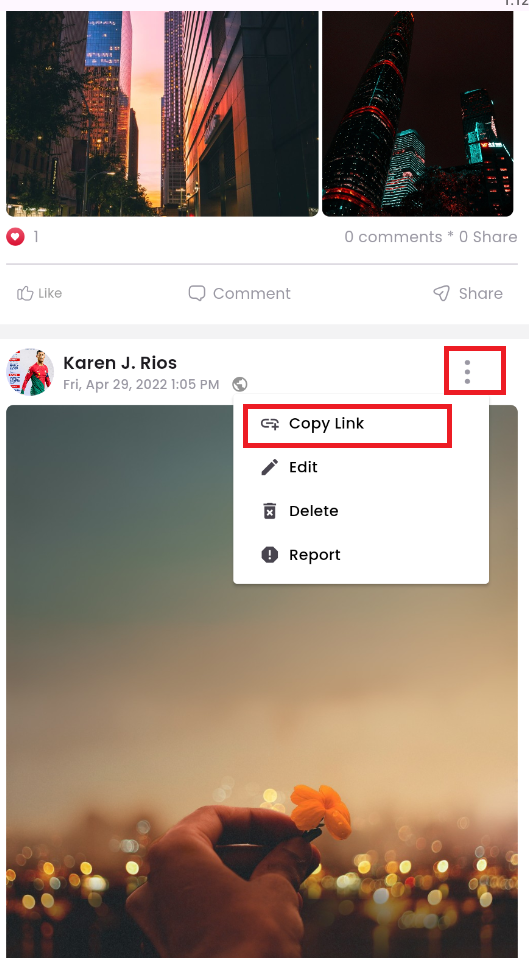 1
0 comments * 0 Share
Like
Comment
Share
Karen J. Rios
Fri, Apr 29, 2022 1:05 PM
Copy Link
Edit
Delete
Report